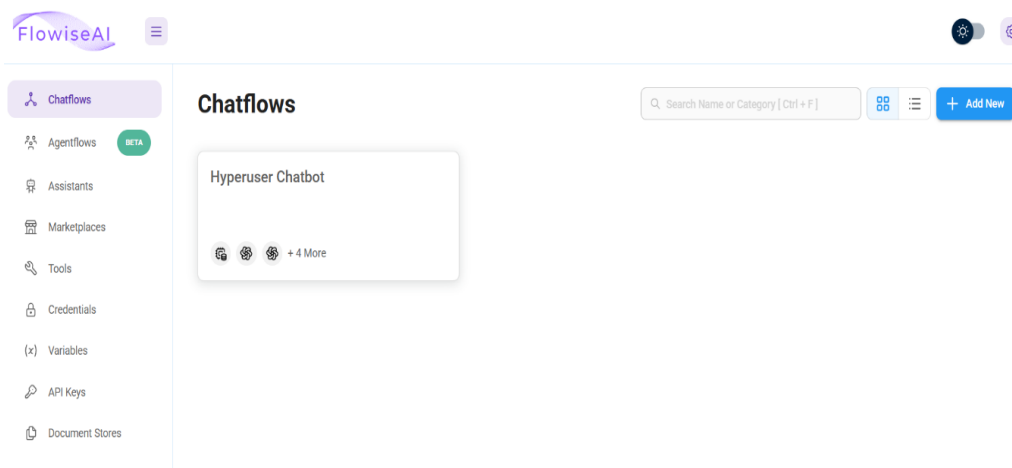 FlowiseAI
Chatflows
Agentflows
BETA
Assistants
Marketplaces
Tools
Credentials
(x) Variables
API Keys
Document Stores
Chatflows
Search Name or Category [ Ctrl + F ]
+ Add New
Hyperuser Chatbot
+ 4 More